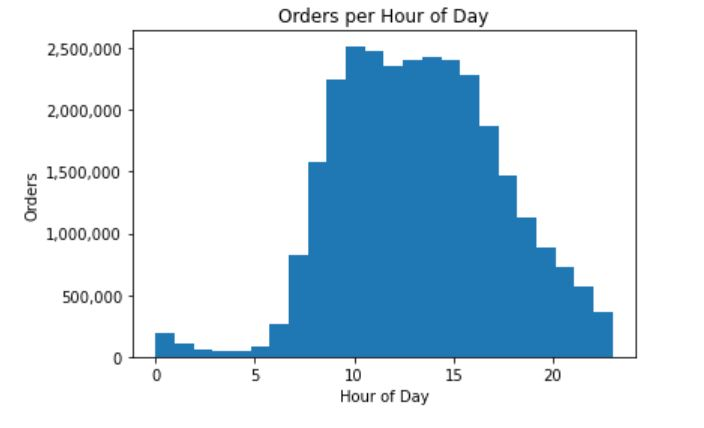 Orders per Hour of Day
2,500,000
2,000,000
1,500,000
1,000,000
500,000
0
Orders
0 5 10 15 20
Hour of Day